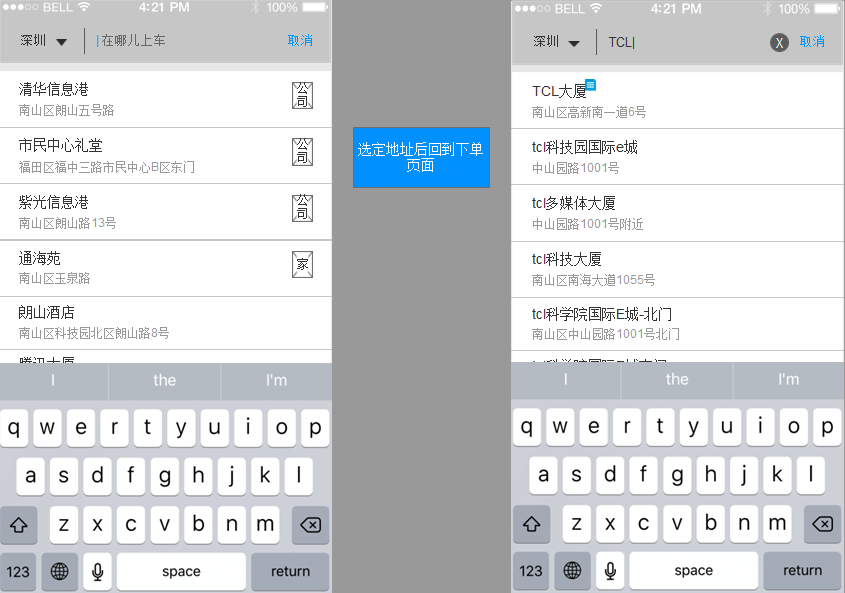 BELL 4:21 PM 100%
深圳 在哪儿上车 取消
清华信息港 公司
南山区朗山五号路
市民中心礼堂 公司
福田区福中三路市民中心B区东门
紫光信息港 公司
南山区朗山路13号
通海苑 家
南山区玉泉路
朗山酒店
南山区科技园北区朗山路8号
I the I'm
q w e r t y u i o p
a s d f g h j k l
z x c v b n m
123 space return
选定地址后回到下单
页面
BELL 4:21 PM 100%
深圳 TCL X 取消
TCL大厦
南山区高新南一道6号
tcl科技园国际e城
中山园路1001号
tcl多媒体大厦
中山园路1001号附近
tcl科技大厦
南山区南海大道1055号
tcl科学院国际E城-北门
南山区中山园路1001号北门
I the I'm
q w e r t y u i o p
a s d f g h j k l
z x c v b n m
123 space return